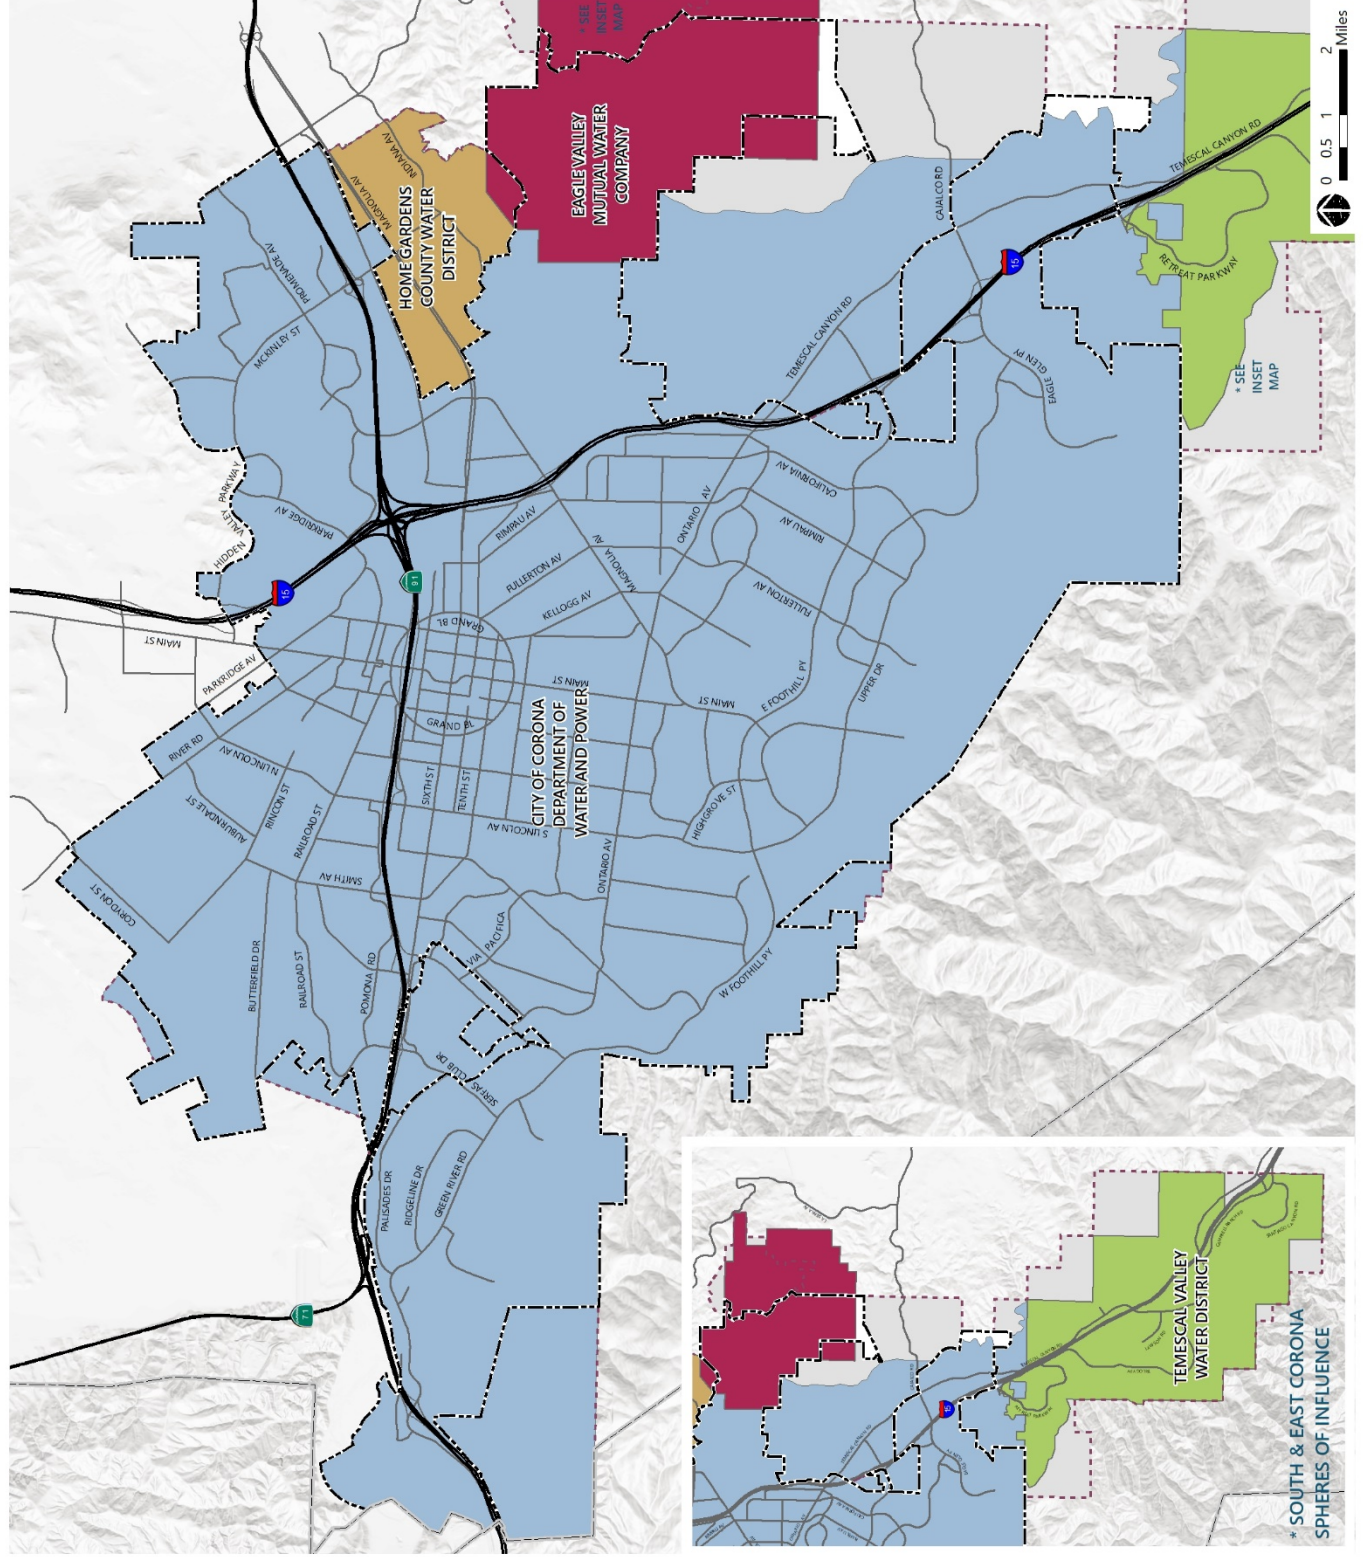 * SEE
INSET
MAP
EAGLE VALLEY
MUTUAL WATER
COMPANY
HOME GARDENS
COUNTY WATER
DISTRICT
INDIANA AV
MAGNOLIA AV
PROMENADE AV
MCKINLEY ST
HIDDEN VALLEY PARKWAY
PARKRIDGE AV
15
91
MAIN ST
PARKRIDGE AV
RIVER RD
N LINCOLN AV
AUBURNDALE ST
RINCON ST
RAILROAD ST
CORYDON ST
SMITH AV
BUTTERFIELD DR
RAILROAD ST
POMONA RD
GRAND BL
GRAND BL
SIXTH ST
TENTH ST
S LINCOLN AV
CITY OF CORONA
DEPARTMENT OF
WATER AND POWER
MAIN ST
MAIN ST
RIMPAU AV
FULLERTON AV
KELLOGG AV
MAGNOLIA AV
ONTARIO AV
CALIFORNIA AV
RIMPAU AV
FULLERTON AV
E FOOTHILL PY
UPPER DR
HIGHGROVE ST
ONTARIO AV
VIA PACIFICA
W FOOTHILL PY
SERFAS CLUB DR
PALISADES DR
RIDGELINE DR
GREEN RIVER RD
71
CAJALCO RD
TEMESCAL CANYON RD
15
EAGLE GLEN PY
TEMESCAL CANYON RD
RETREAT PARKWAY
* SEE
INSET
MAP
0 0.5 1 2
Miles
15
TEMESCAL VALLEY
WATER DISTRICT
* SOUTH & EAST CORONA
SPHERES OF INFLUENCE